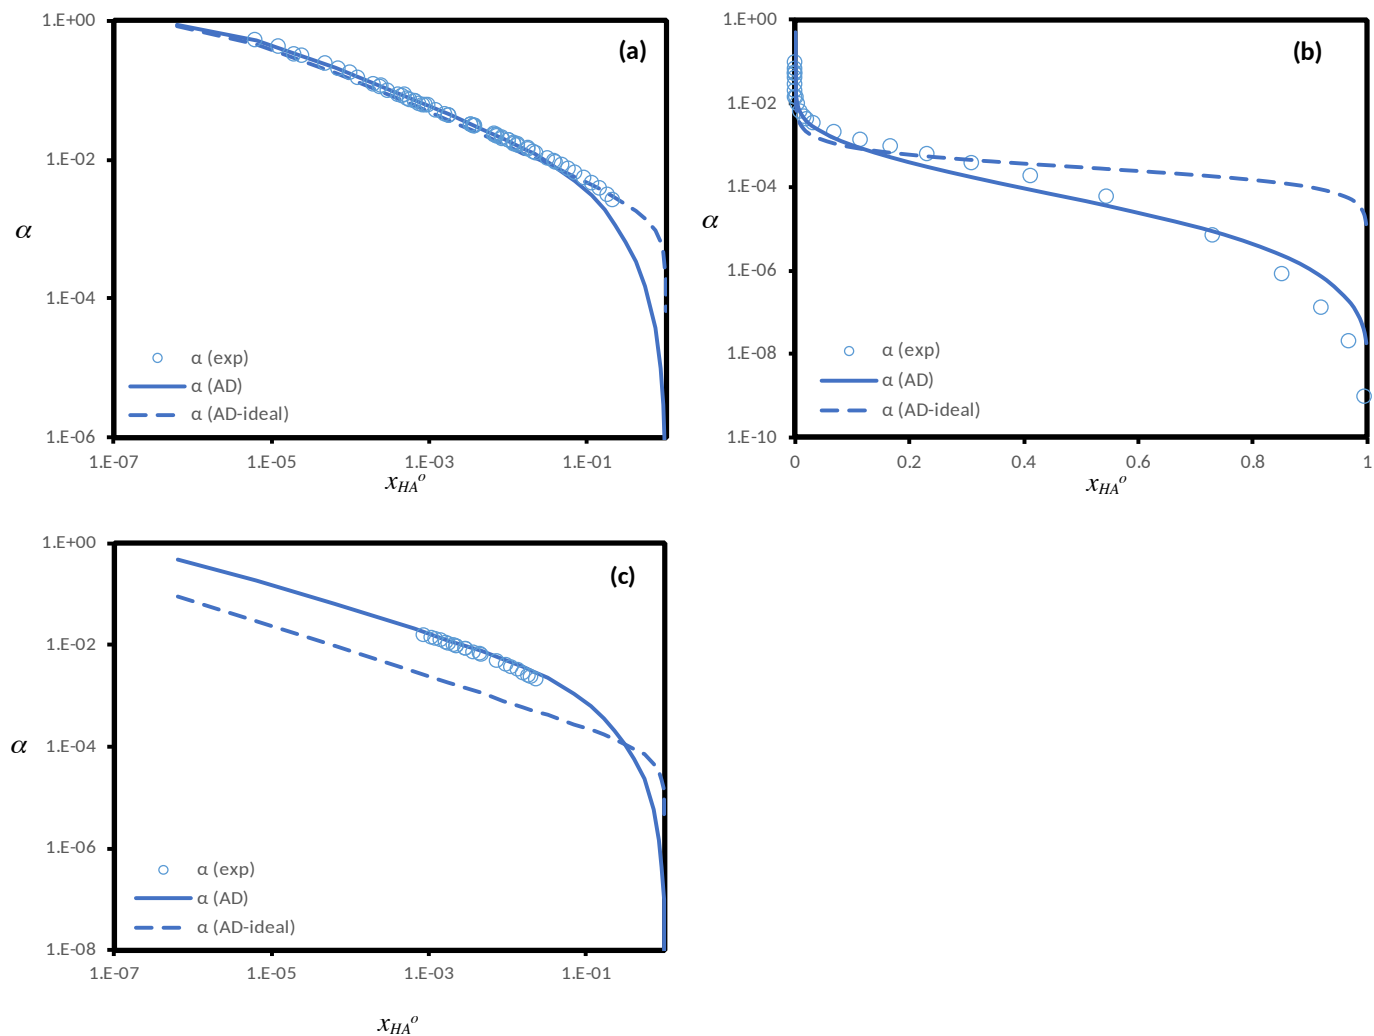 1.E+00
(a)
1.E-02
α
1.E-04
α (exp)
α (AD)
α (AD-ideal)
1.E-06
1.E-07 1.E-05 1.E-03 1.E-01
x_HA^o
1.E+00
(b)
1.E-02
1.E-04
α
1.E-06
α (exp)
1.E-08
α (AD)
α (AD-ideal)
1.E-10
0 0.2 0.4 0.6 0.8 1
x_HA^o
1.E+00
(c)
1.E-02
α
1.E-04
1.E-06
α (exp)
α (AD)
α (AD-ideal)
1.E-08
1.E-07 1.E-05 1.E-03 1.E-01
x_HA^o